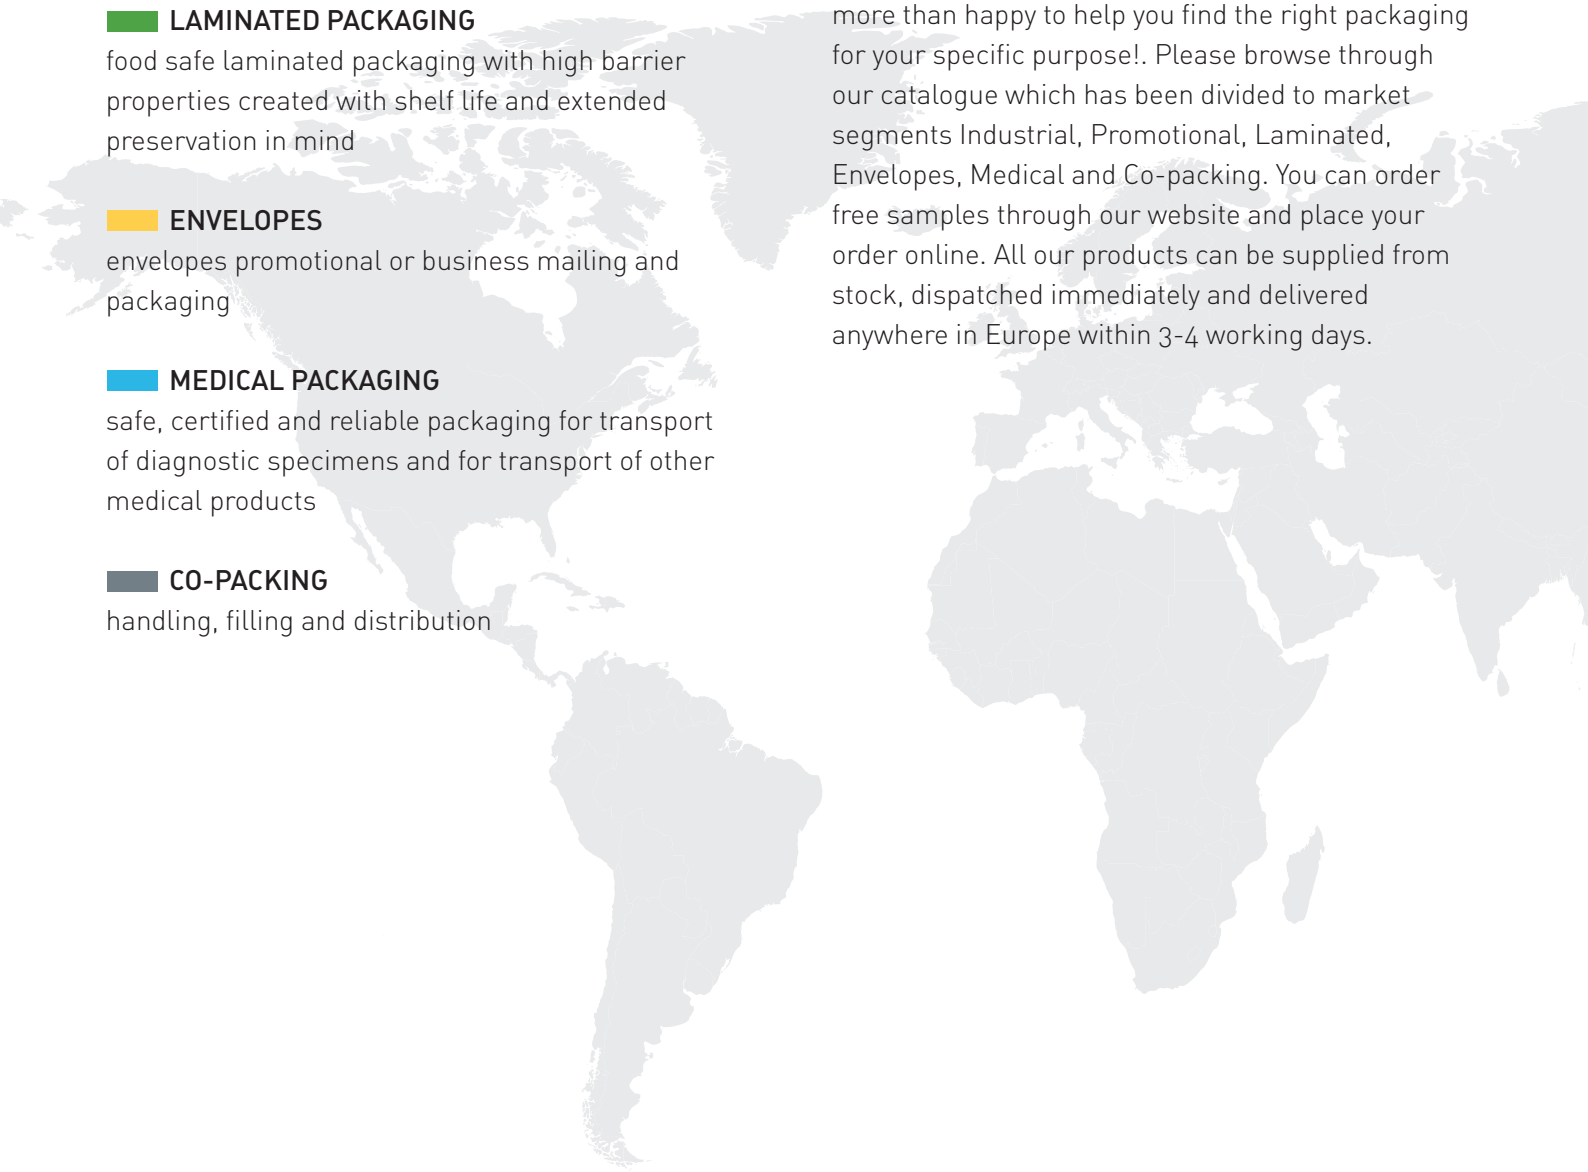 LAMINATED PACKAGING
food safe laminated packaging with high barrier
properties created with shelf life and extended
preservation in mind
ENVELOPES
envelopes promotional or business mailing and
packaging
MEDICAL PACKAGING
safe, certified and reliable packaging for transport
of diagnostic specimens and for transport of other
medical products
CO-PACKING
handling, filling and distribution
more than happy to help you find the right packaging
for your specific purpose!. Please browse through
our catalogue which has been divided to market
segments Industrial, Promotional, Laminated,
Envelopes, Medical and Co-packing. You can order
free samples through our website and place your
order online. All our products can be supplied from
stock, dispatched immediately and delivered
anywhere in Europe within 3-4 working days.